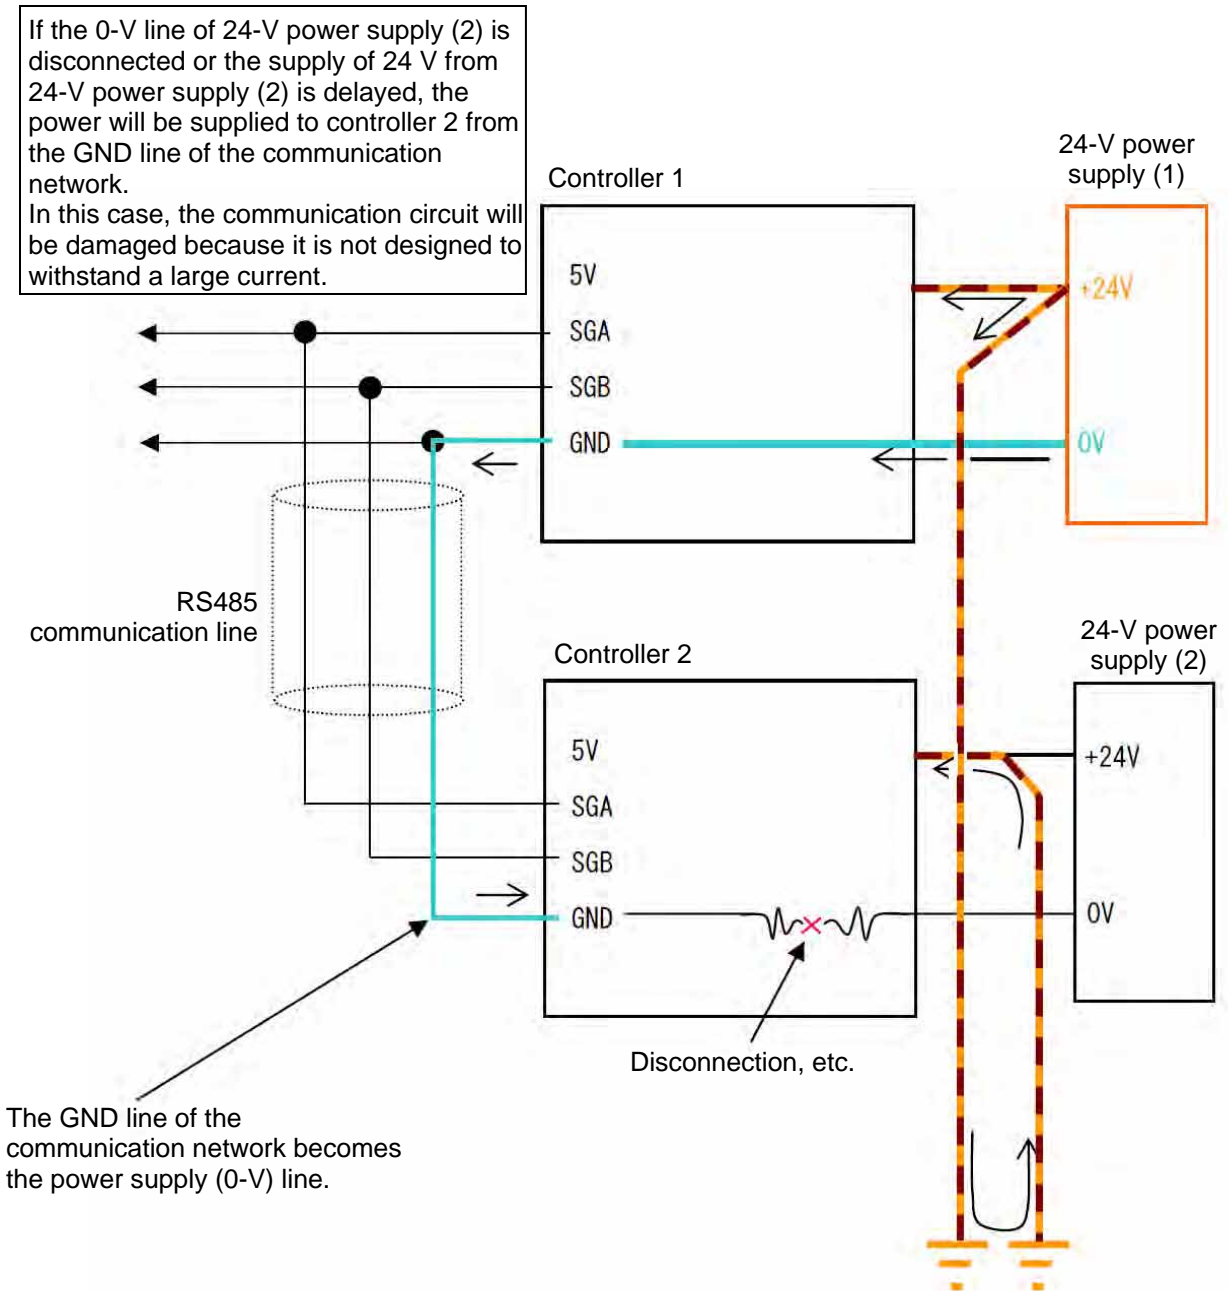 If the 0-V line of 24-V power supply (2) is
disconnected or the supply of 24 V from
24-V power supply (2) is delayed, the
power will be supplied to controller 2 from
the GND line of the communication
network.
In this case, the communication circuit will
be damaged because it is not designed to
withstand a large current.
24-V power
supply (1)
Controller 1
5V
SGA
SGB
GND
+24V
0V
RS485
communication line
24-V power
supply (2)
Controller 2
5V
SGA
SGB
GND
+24V
0V
Disconnection, etc.
The GND line of the
communication network becomes
the power supply (0-V) line.